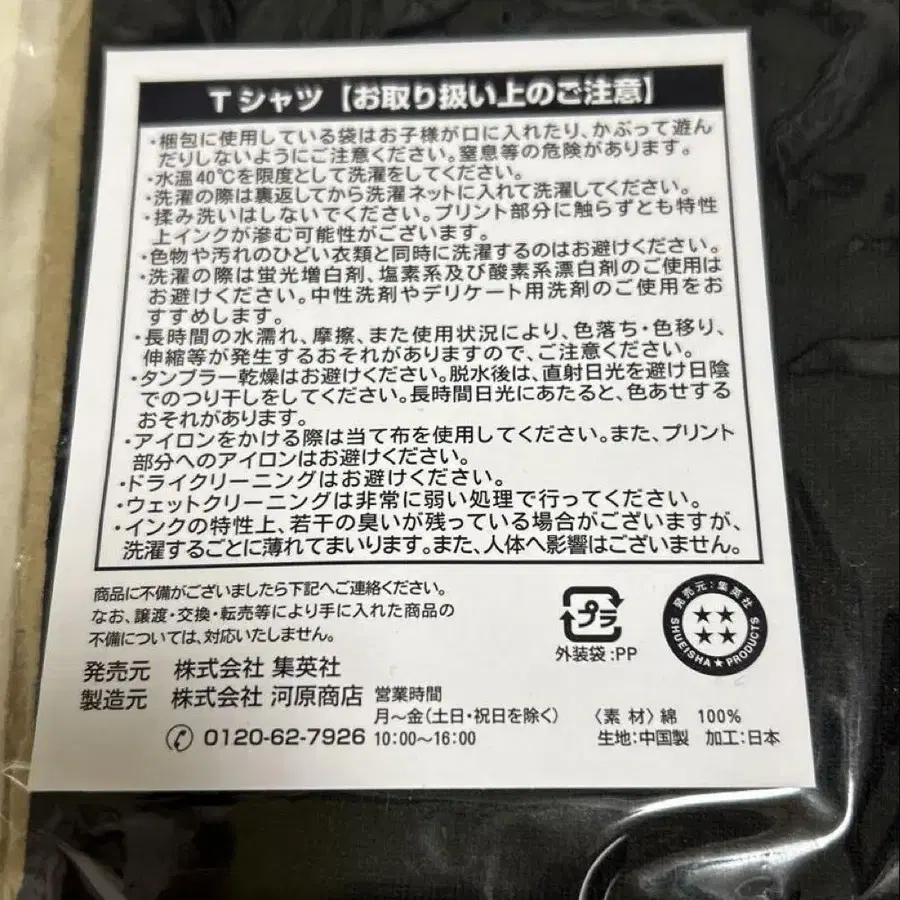 Tシャツ【お取り扱い上のご注意】
・梱包に使用している袋はお子様が口に入れたり、かぶって遊ん
だりしないようにご注意ください。窒息等の危険があります。
・水温40℃を限度として洗濯をしてください。
・洗濯の際は裏返してから洗濯ネットに入れて洗濯してください。
・揉み洗いはしないでください。プリント部分に触らずとも特性
上インクが滲む可能性がございます。
・色物や汚れのひどい衣類と同時に洗濯するのはお避けください。
・洗濯の際は蛍光増白剤、塩素系及び酸素系漂白剤のご使用は
お避けください。中性洗剤やデリケート用洗剤のご使用をお
すすめします。
・長時間の水濡れ、摩擦、また使用状況により、色落ち・色移り、
伸縮等が発生するおそれがありますので、ご注意ください。
・タンブラー乾燥はお避けください。脱水後は、直射日光を避け日陰
でのつり干しをしてください。長時間日光にあたると、色あせする
おそれがあります。
・アイロンをかける際は当て布を使用してください。また、プリント
部分へのアイロンはお避けください。
・ドライクリーニングはお避けください。
・ウェットクリーニングは非常に弱い処理で行ってください。
・インクの特性上、若干の臭いが残っている場合がございますが、
洗濯するごとに薄れてまいります。また、人体へ影響はございません。
商品に不備がございましたら下記へご連絡ください。
なお、譲渡・交換・転売等により手に入れた商品の
不備については、対応いたしません。
発売元 株式会社 集英社
製造元 株式会社 河原商店
0120-62-7926
営業時間
月～金(土日・祝日を除く)
10:00～16:00
プラ
外装袋:PP
発売元:集英社
SHUEISHA★PRODUCTS
〈素 材〉綿 100%
生地:中国製 加工:日本